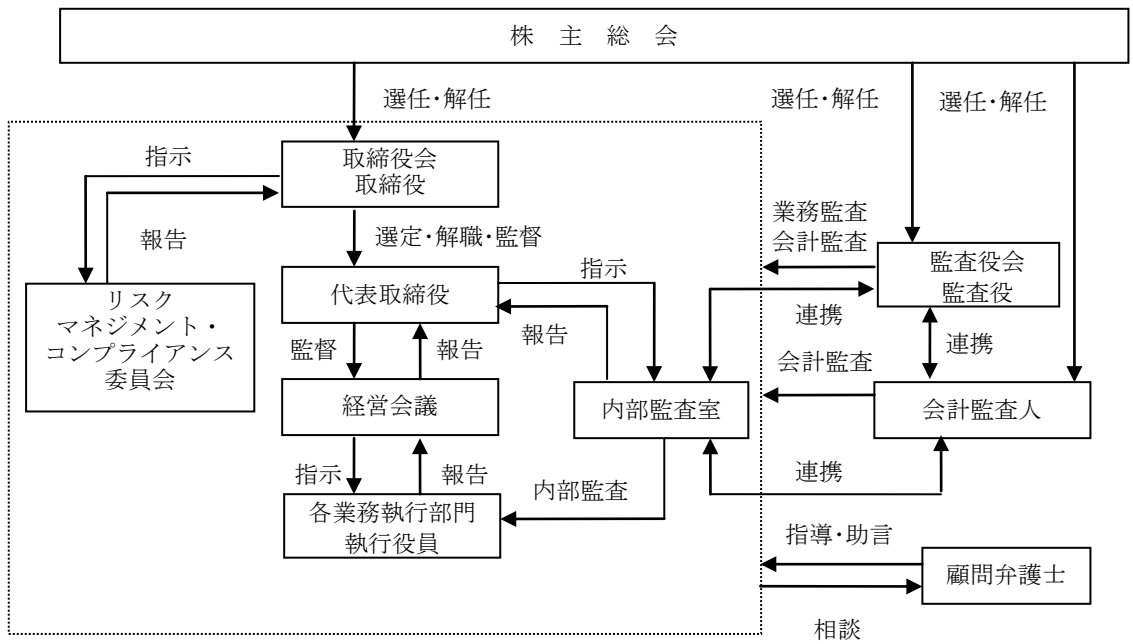 株 主 総 会
選任・解任
選任・解任
選任・解任
取締役会
取締役
指示
報告
選定・解職・監督
業務監査
会計監査
監査役会
監査役
リスク
マネジメント・
コンプライアンス
委員会
代表取締役
指示
報告
連携
監督
報告
連携
会計監査
経営会議
内部監査室
会計監査人
指示
報告
内部監査
連携
各業務執行部門
執行役員
指導・助言
顧問弁護士
相談